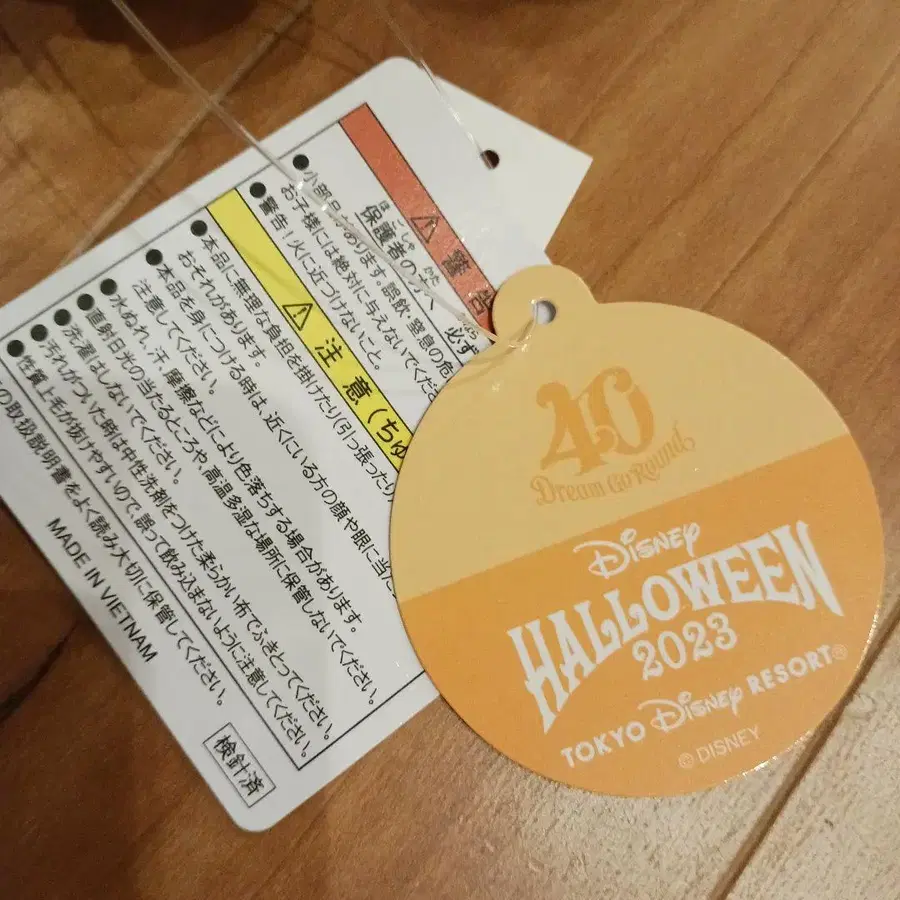 ⚠ 警告
保護者の方へ 必ず
ほごしゃ かた
●小部品があります。誤飲・窒息の危
お子様には絶対に与えないでくださ
●警告!火に近づけないこと。
⚠ 注意(ちゅ
●本品に無理な負担を掛けたり(引っ張ったり
おそれがあります。
●本品を身につける時は、近くにいる方の顔や眼に当た
注意してください。
●水ぬれ、汗、摩擦などにより色落ちする場合があります。
●直射日光の当たるところや、高温多湿な場所に保管しないでください。
●洗濯はしないでください。
●汚れがついた時は中性洗剤をつけた柔らかい布でふきとってください。
●性質上毛が抜けやすいので誤って飲み込まないように注意してください。
の取扱説明書をよく読み大切に保管してください。
MADE IN VIETNAM
検針済
40
Dream Go Round
Disney
HALLOWEEN
2023
TOKYO Disney RESORT®
© DISNEY